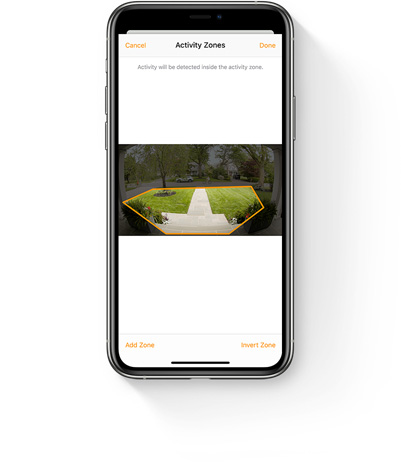 Cancel Activity Zones Done
Activity will be detected inside the activity zone.
Add Zone Invert Zone